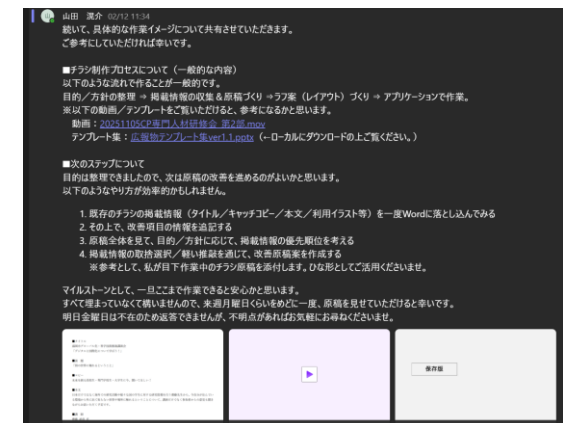 山田 滉介 02/12 11:34
続いて、具体的な作業イメージについて共有させていただきます。
ご参考にしていただければ幸いです。
■チラシ制作プロセスについて(一般的な内容)
以下のような流れで作ることが一般的です。
目的/方針の整理 ⇒ 掲載情報の収集&原稿づくり ⇒ラフ案(レイアウト)づくり ⇒ アプリケーションで作業。
※以下の動画/テンプレートをご覧いただけると、参考になるかと思います。
動画:20251105CP専門人材研修会_第2部.mov
テンプレート集:広報物テンプレート集ver1.1.pptx(←ローカルにダウンロードの上ご覧ください。)
■次のステップについて
目的は整理できましたので、次は原稿の改善を進めるのがよいかと思います。
以下のようなやり方が効率的かもしれません。
1. 既存のチラシの掲載情報(タイトル/キャッチコピー/本文/利用イラスト等)を一度Wordに落とし込んでみる
2. その上で、改善項目の情報を追記する
3. 原稿全体を見て、目的/方針に応じて、掲載情報の優先順位を考える
4. 掲載情報の取捨選択/軽い推敲を通じて、改善原稿案を作成する
※参考として、私が目下作業中のチラシ原稿を添付します。ひな形としてご活用くださいませ。
マイルストーンとして、一旦ここまで作業できると安心かと思います。
すべて埋まっていなくて構いませんので、来週月曜日くらいをめどに一度、原稿を見せていただけると幸いです。
明日金曜日は不在のため返答できませんが、不明点があればお気軽にお尋ねくださいませ。
保存版